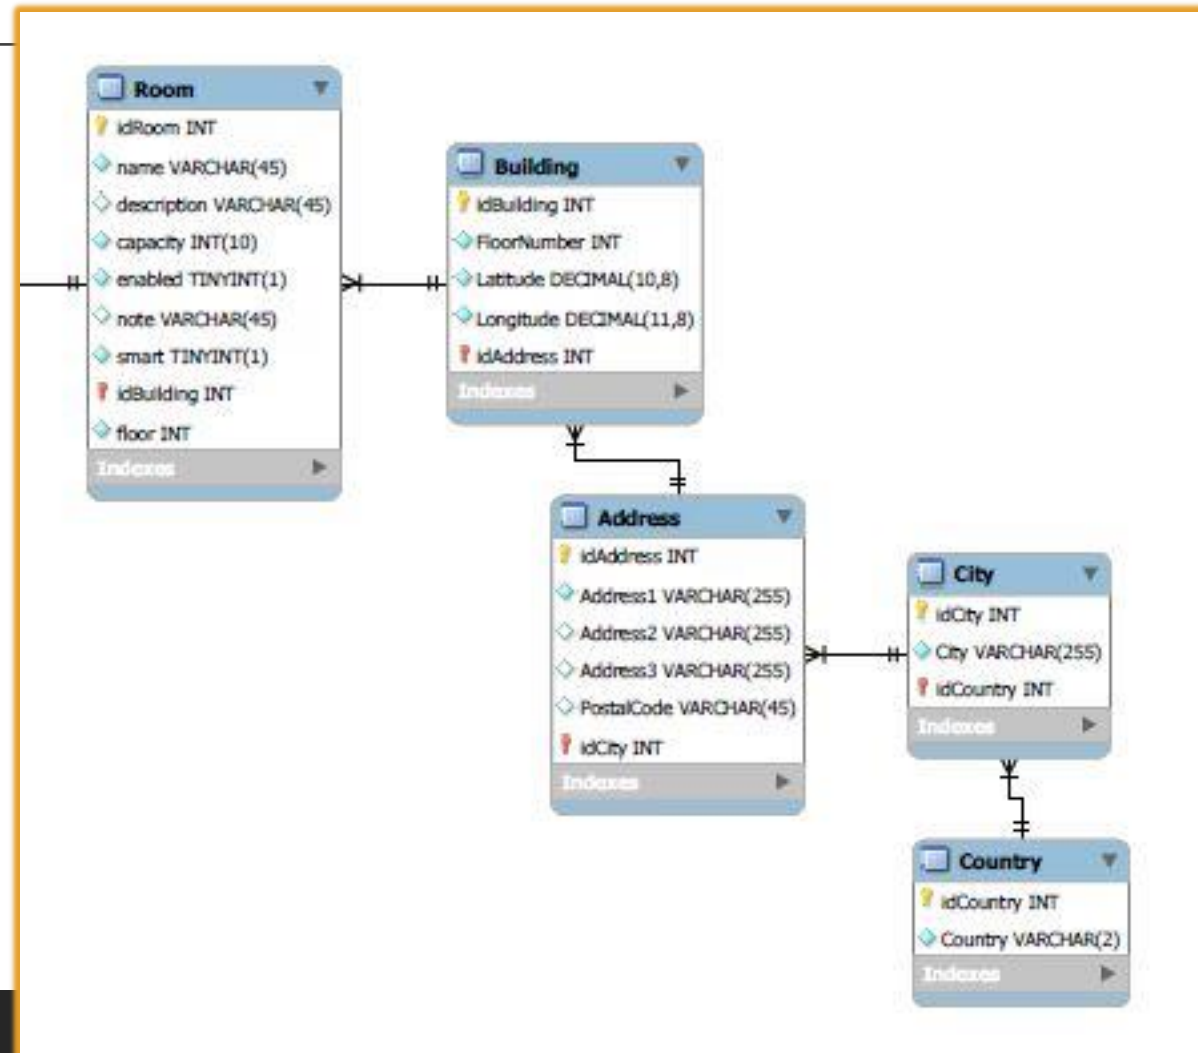 Room
idRoom INT
name VARCHAR(45)
description VARCHAR(45)
capacity INT(10)
enabled TINYINT(1)
note VARCHAR(45)
smart TINYINT(1)
idBuilding INT
floor INT
Indexes
Building
idBuilding INT
FloorNumber INT
Latitude DECIMAL(10,8)
Longitude DECIMAL(11,8)
idAddress INT
Indexes
Address
idAddress INT
Address1 VARCHAR(255)
Address2 VARCHAR(255)
Address3 VARCHAR(255)
PostalCode VARCHAR(45)
idCity INT
Indexes
City
idCity INT
City VARCHAR(255)
idCountry INT
Indexes
Country
idCountry INT
Country VARCHAR(2)
Indexes